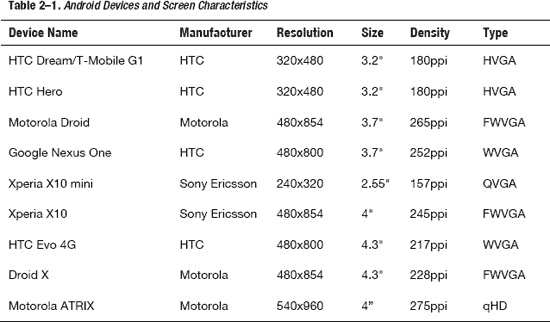 Table 2–1. Android Devices and Screen Characteristics
Device Name Manufacturer Resolution Size Density Type
HTC Dream/T-Mobile G1 HTC 320x480 3.2" 180ppi HVGA
HTC Hero HTC 320x480 3.2" 180ppi HVGA
Motorola Droid Motorola 480x854 3.7" 265ppi FWVGA
Google Nexus One HTC 480x800 3.7" 252ppi WVGA
Xperia X10 mini Sony Ericsson 240x320 2.55" 157ppi QVGA
Xperia X10 Sony Ericsson 480x854 4" 245ppi FWVGA
HTC Evo 4G HTC 480x800 4.3" 217ppi WVGA
Droid X Motorola 480x854 4.3" 228ppi FWVGA
Motorola ATRIX Motorola 540x960 4” 275ppi qHD